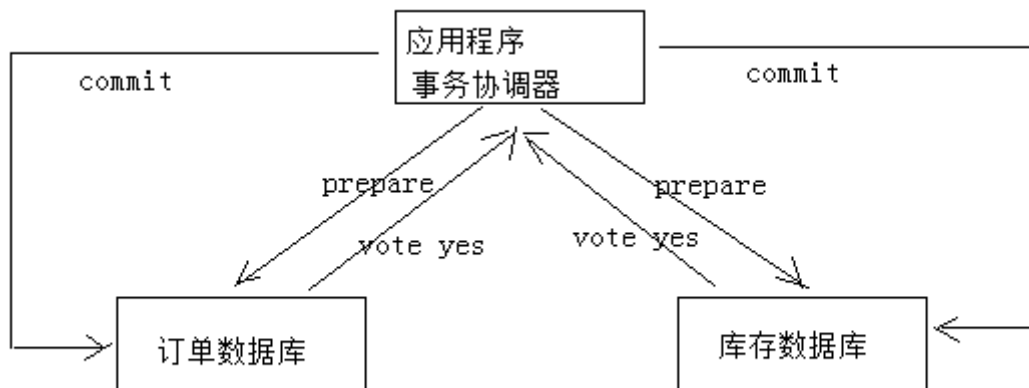 应用程序
事务协调器
commit
commit
prepare
prepare
vote yes
vote yes
订单数据库
库存数据库